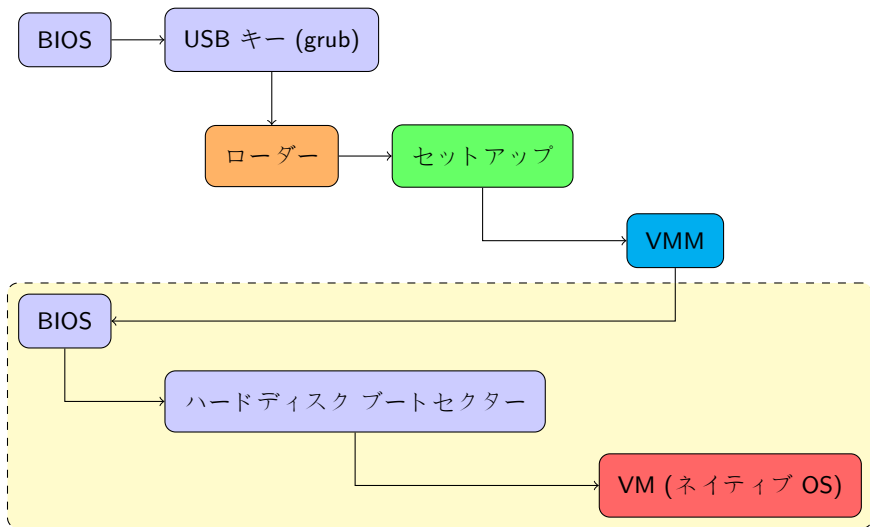 BIOS
USB キー (grub)
ローダー
セットアップ
VMM
BIOS
ハードディスク ブートセクター
VM (ネイティブ OS)